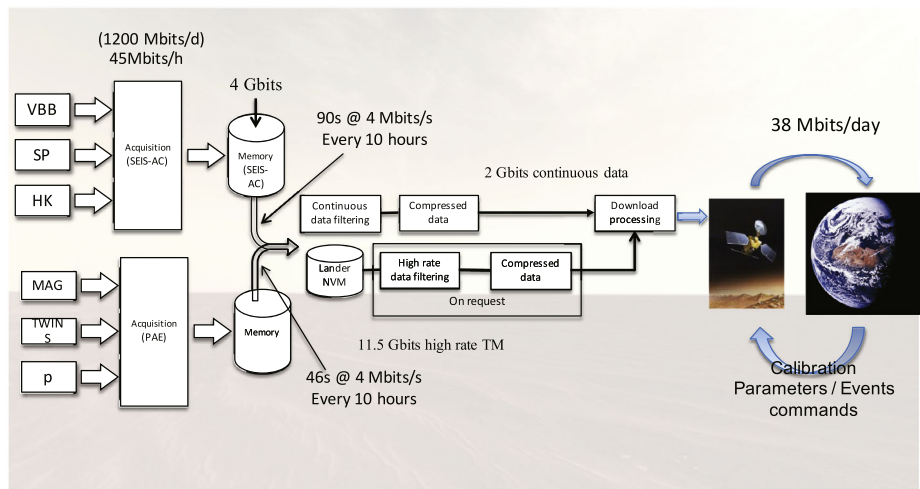 (1200 Mbits/d)
45Mbits/h
VBB
SP
HK
Acquisition
(SEIS-AC)
4 Gbits
Memory
(SEIS-
AC)
90s @ 4 Mbits/s
Every 10 hours
2 Gbits continuous data
Continuous
data filtering
Compressed
data
Download
processing
38 Mbits/day
MAG
TWIN
S
p
Acquisition
(PAE)
Memory
Lander
NVM
High rate
data filtering
Compressed
data
On request
11.5 Gbits high rate TM
46s @ 4 Mbits/s
Every 10 hours
Calibration
Parameters / Events
commands